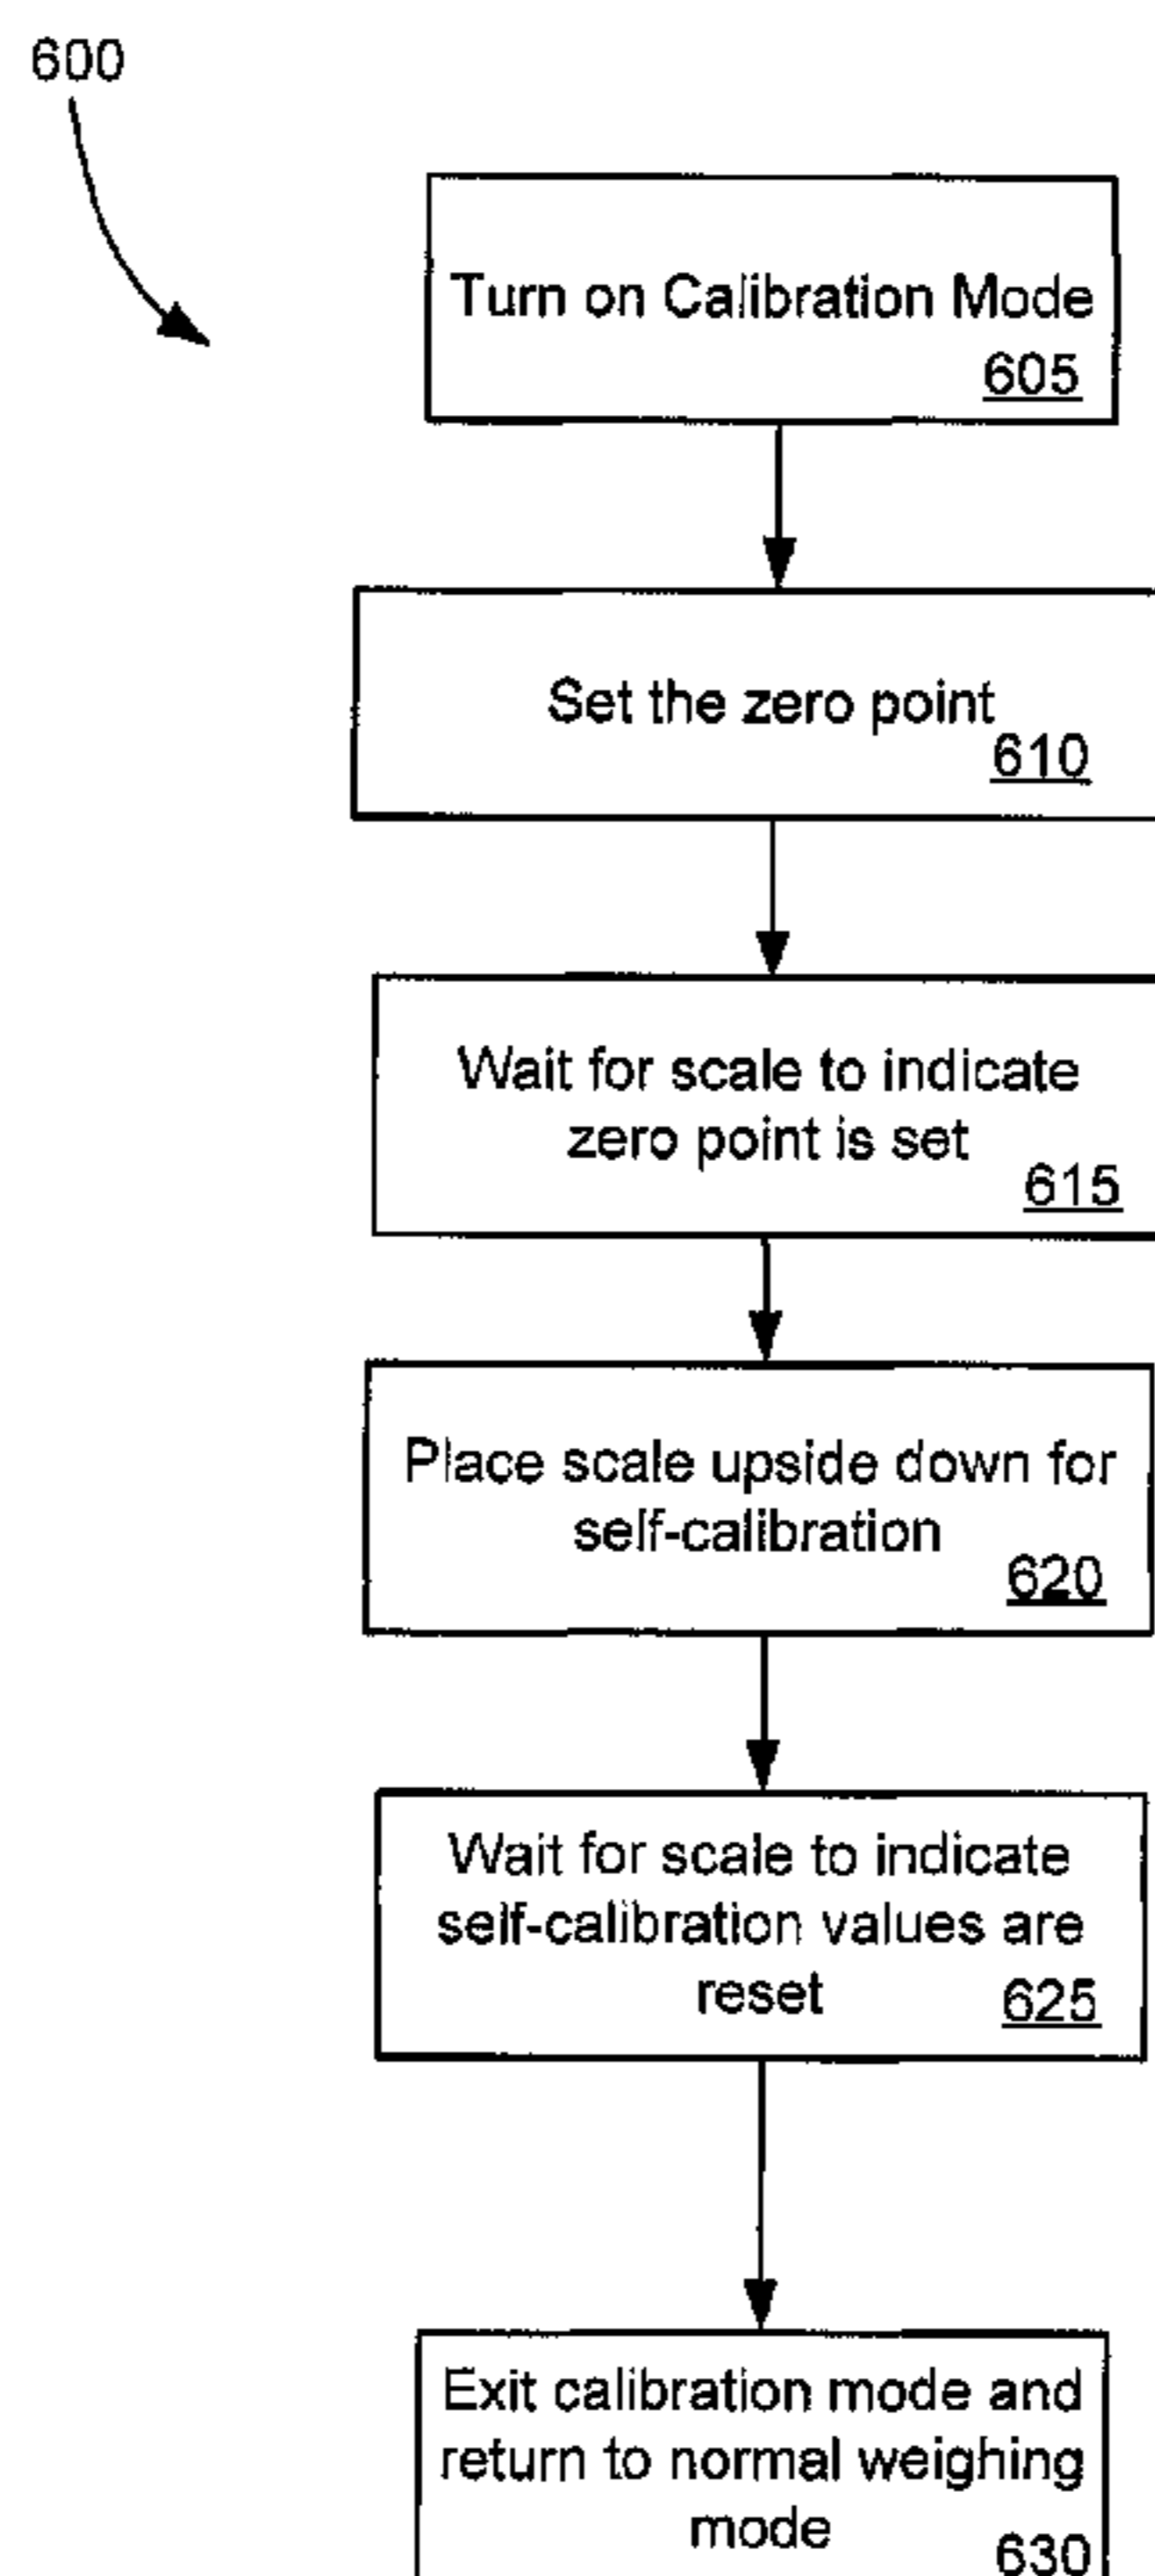 600
Turn on Calibration Mode
605
Set the zero point
610
Wait for scale to indicate
zero point is set
615
Place scale upside down for
self-calibration
620
Wait for scale to indicate
self-calibration values are
reset
625
Exit calibration mode and
return to normal weighing
mode
630